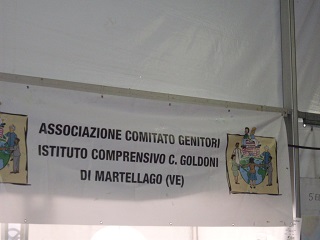 ASSOCIAZIONE COMITATO GENITORI
ISTITUTO COMPRENSIVO C. GOLDONI
DI MARTELLAGO (VE)